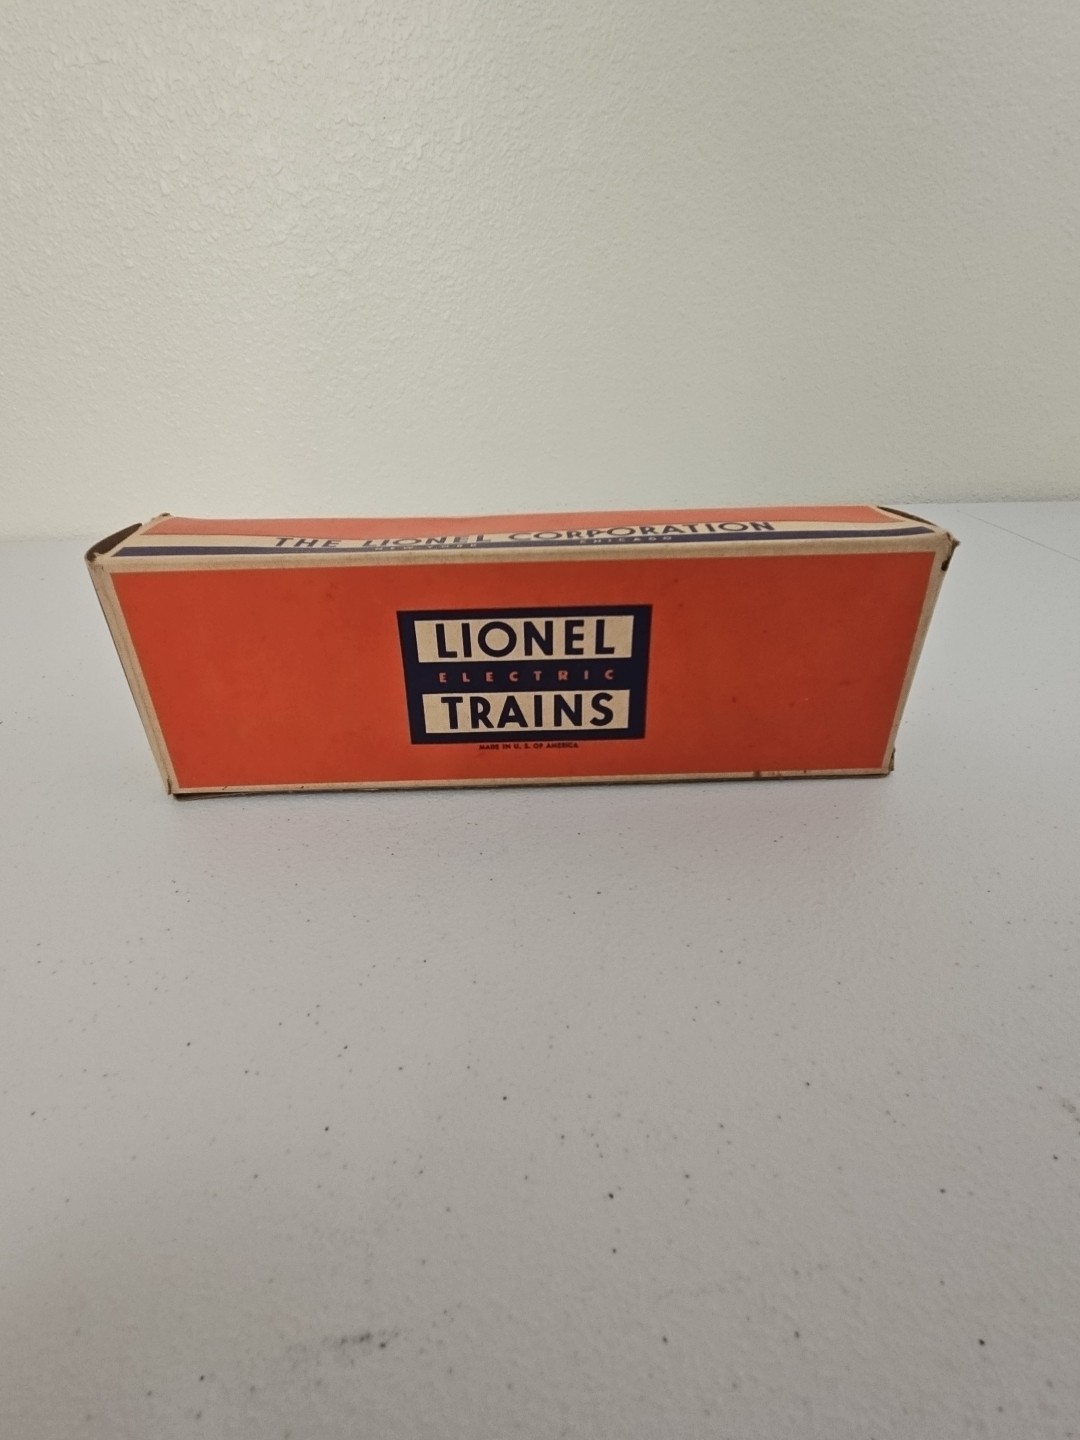 THE LIONEL CORPORATION
NEW YORK CHICAGO
LIONEL
ELECTRIC
TRAINS
MADE IN U. S. OF AMERICA